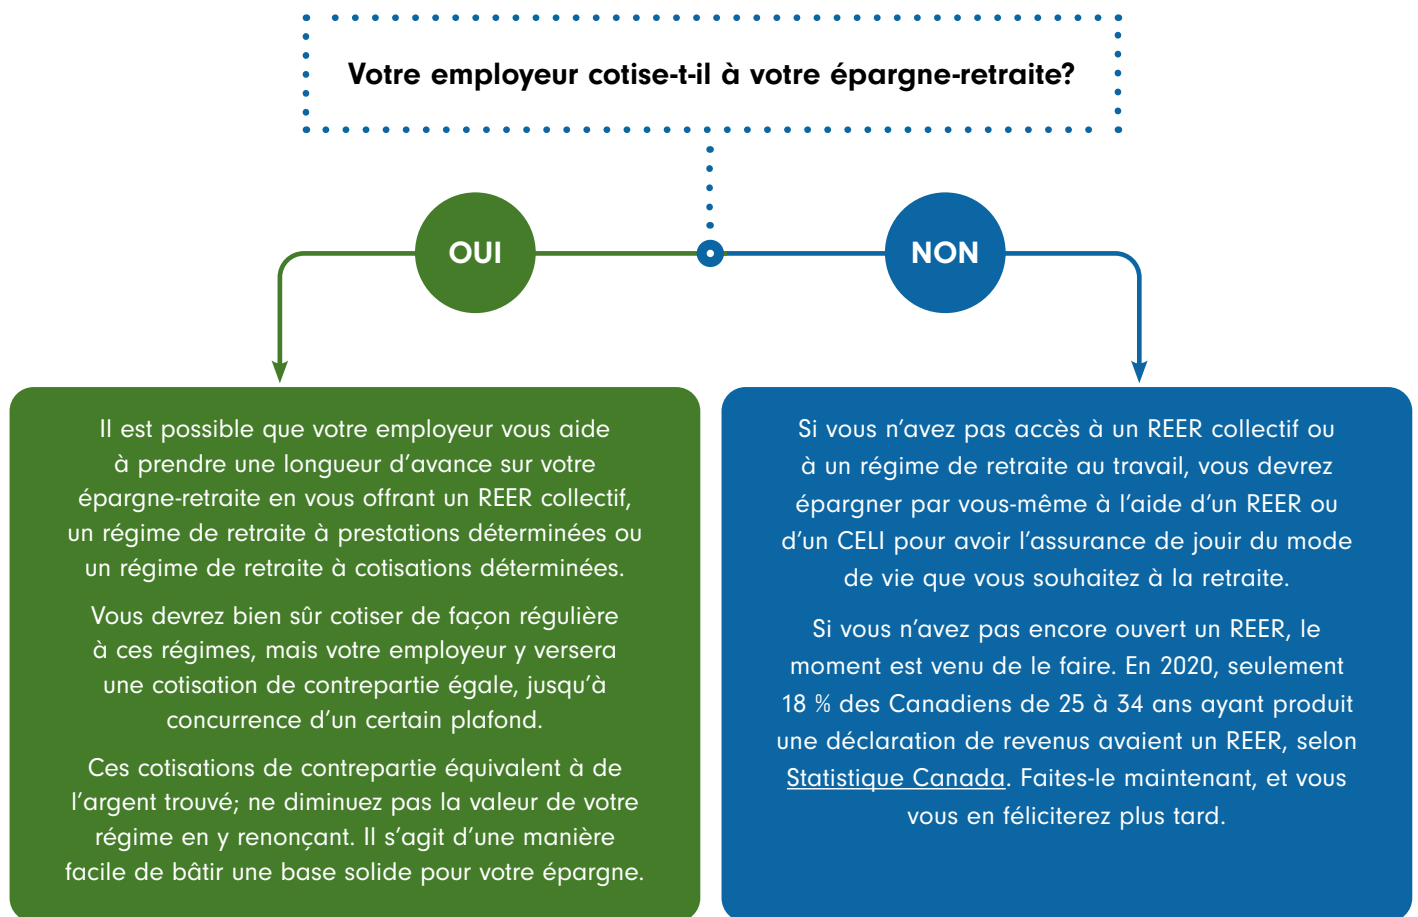 Votre employeur cotise-t-il à votre épargne-retraite?
OUI
NON
Il est possible que votre employeur vous aide
à prendre une longueur d'avance sur votre
épargne-retraite en vous offrant un REER collectif,
un régime de retraite à prestations déterminées ou
un régime de retraite à cotisations déterminées.
Vous devrez bien sûr cotiser de façon régulière
à ces régimes, mais votre employeur y versera
une cotisation de contrepartie égale, jusqu'à
concurrence d'un certain plafond.
Ces cotisations de contrepartie équivalent à de
l'argent trouvé; ne diminuez pas la valeur de votre
régime en y renonçant. Il s'agit d'une manière
facile de bâtir une base solide pour votre épargne.
Si vous n'avez pas accès à un REER collectif ou
à un régime de retraite au travail, vous devrez
épargner par vous-même à l'aide d'un REER ou
d'un CELI pour avoir l'assurance de jouir du mode
de vie que vous souhaitez à la retraite.
Si vous n'avez pas encore ouvert un REER, le
moment est venu de le faire. En 2020, seulement
18 % des Canadiens de 25 à 34 ans ayant produit
une déclaration de revenus avaient un REER, selon
Statistique Canada. Faites-le maintenant, et vous
vous en féliciterez plus tard.